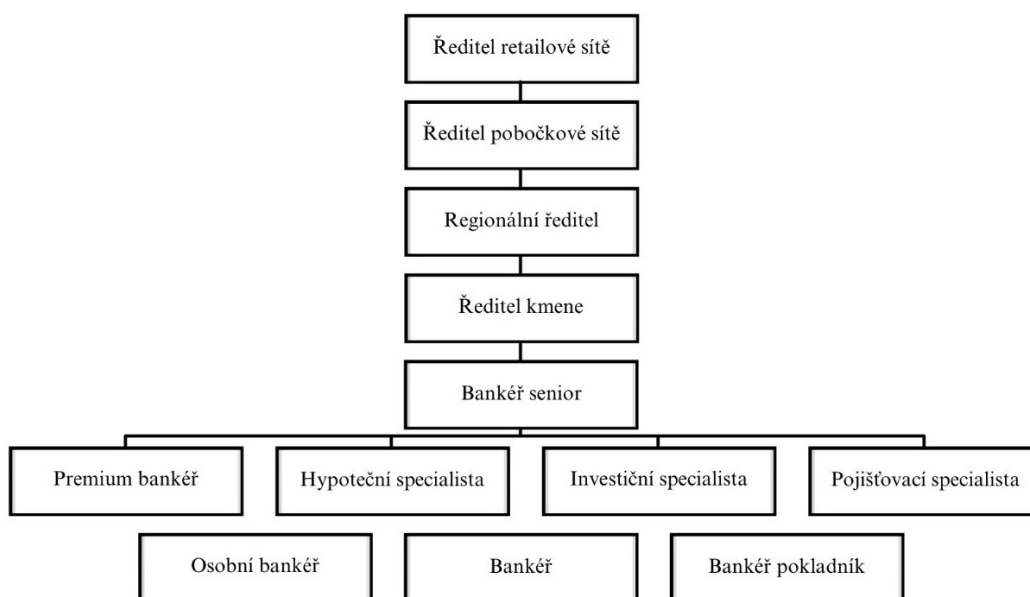 Ředitel retailové sítě
Ředitel pobočkové sítě
Regionální ředitel
Ředitel kmene
Bankéř senior
Premium bankéř
Hypoteční specialista
Investiční specialista
Pojišťovací specialista
Osobní bankéř
Bankéř
Bankéř pokladník